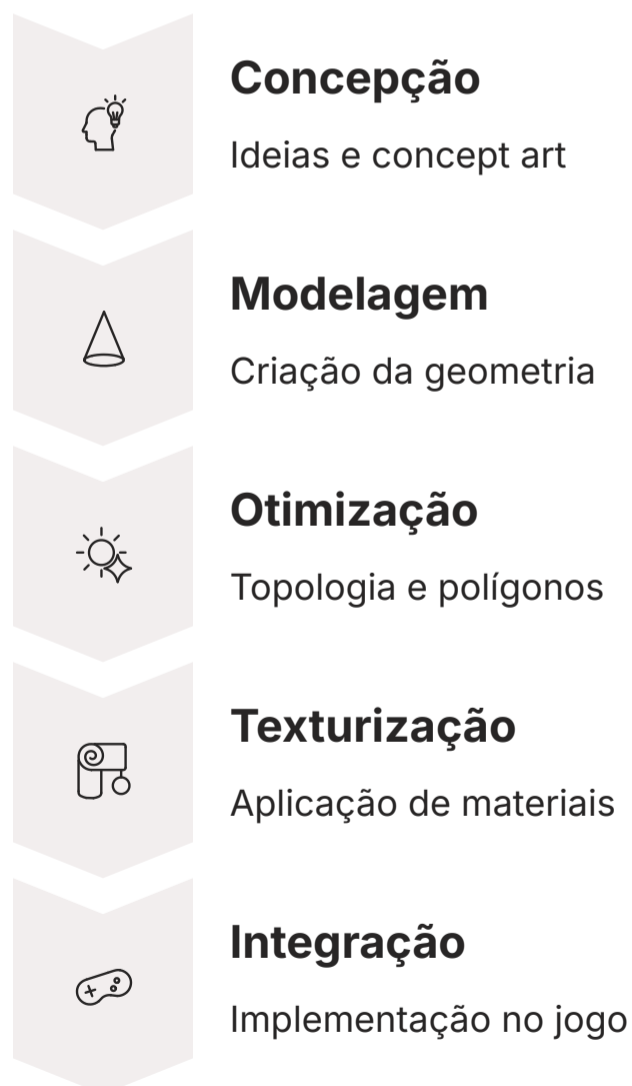 Concepção
Ideias e concept art
Modelagem
Criação da geometria
Otimização
Topologia e polígonos
Texturização
Aplicação de materiais
Integração
Implementação no jogo